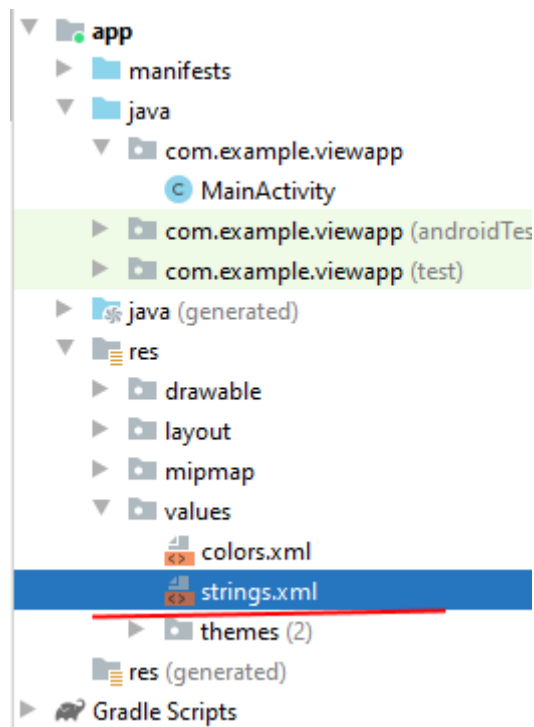 app
manifests
java
com.example.viewapp
C MainActivity
com.example.viewapp (androidTes
com.example.viewapp (test)
java (generated)
res
drawable
layout
mipmap
values
colors.xml
strings.xml
themes (2)
res (generated)
Gradle Scripts